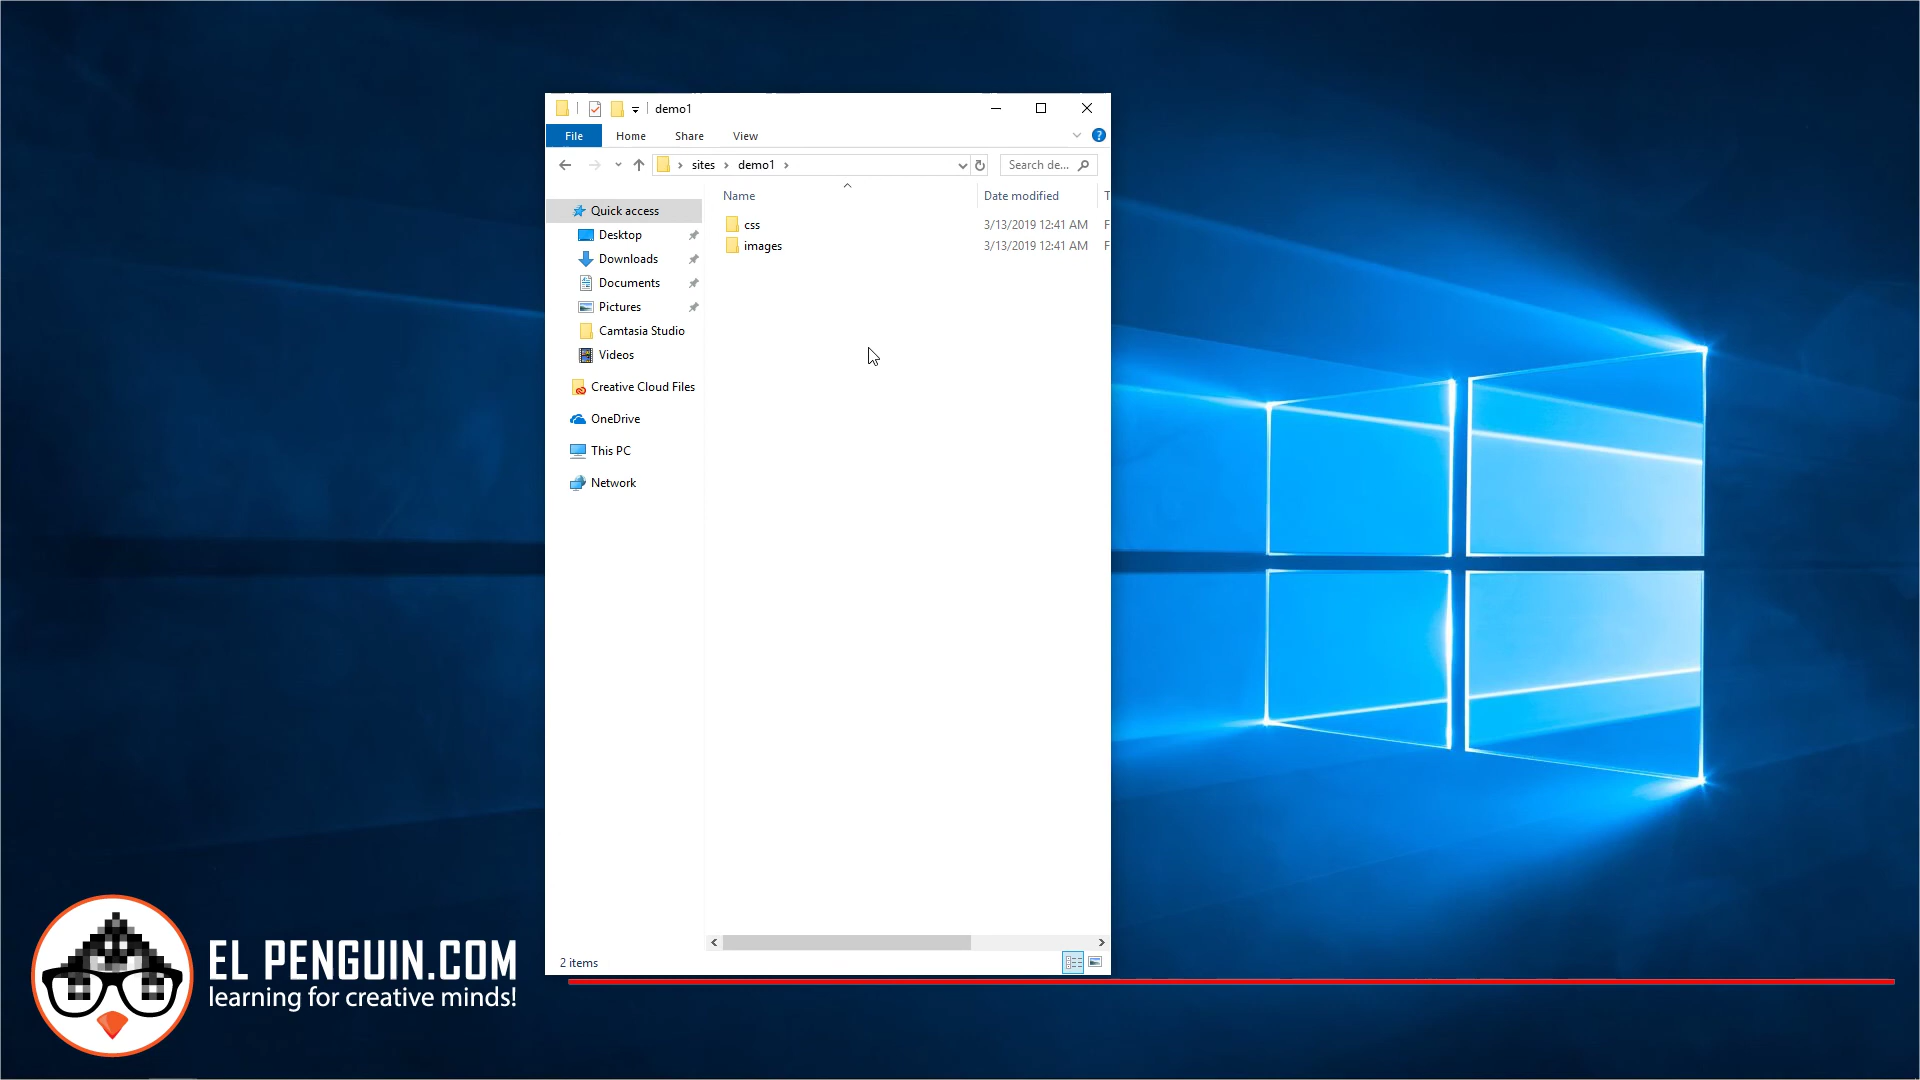 demo1
File Home Share View
sites demo1 Search de...
Name Date modified T
Quick access
css 3/13/2019 12:41 AM F
Desktop
images 3/13/2019 12:41 AM F
Downloads
Documents
Pictures
Camtasia Studio
Videos
Creative Cloud Files
OneDrive
This PC
Network
2 items
EL PENGUIN.COM
learning for creative minds!